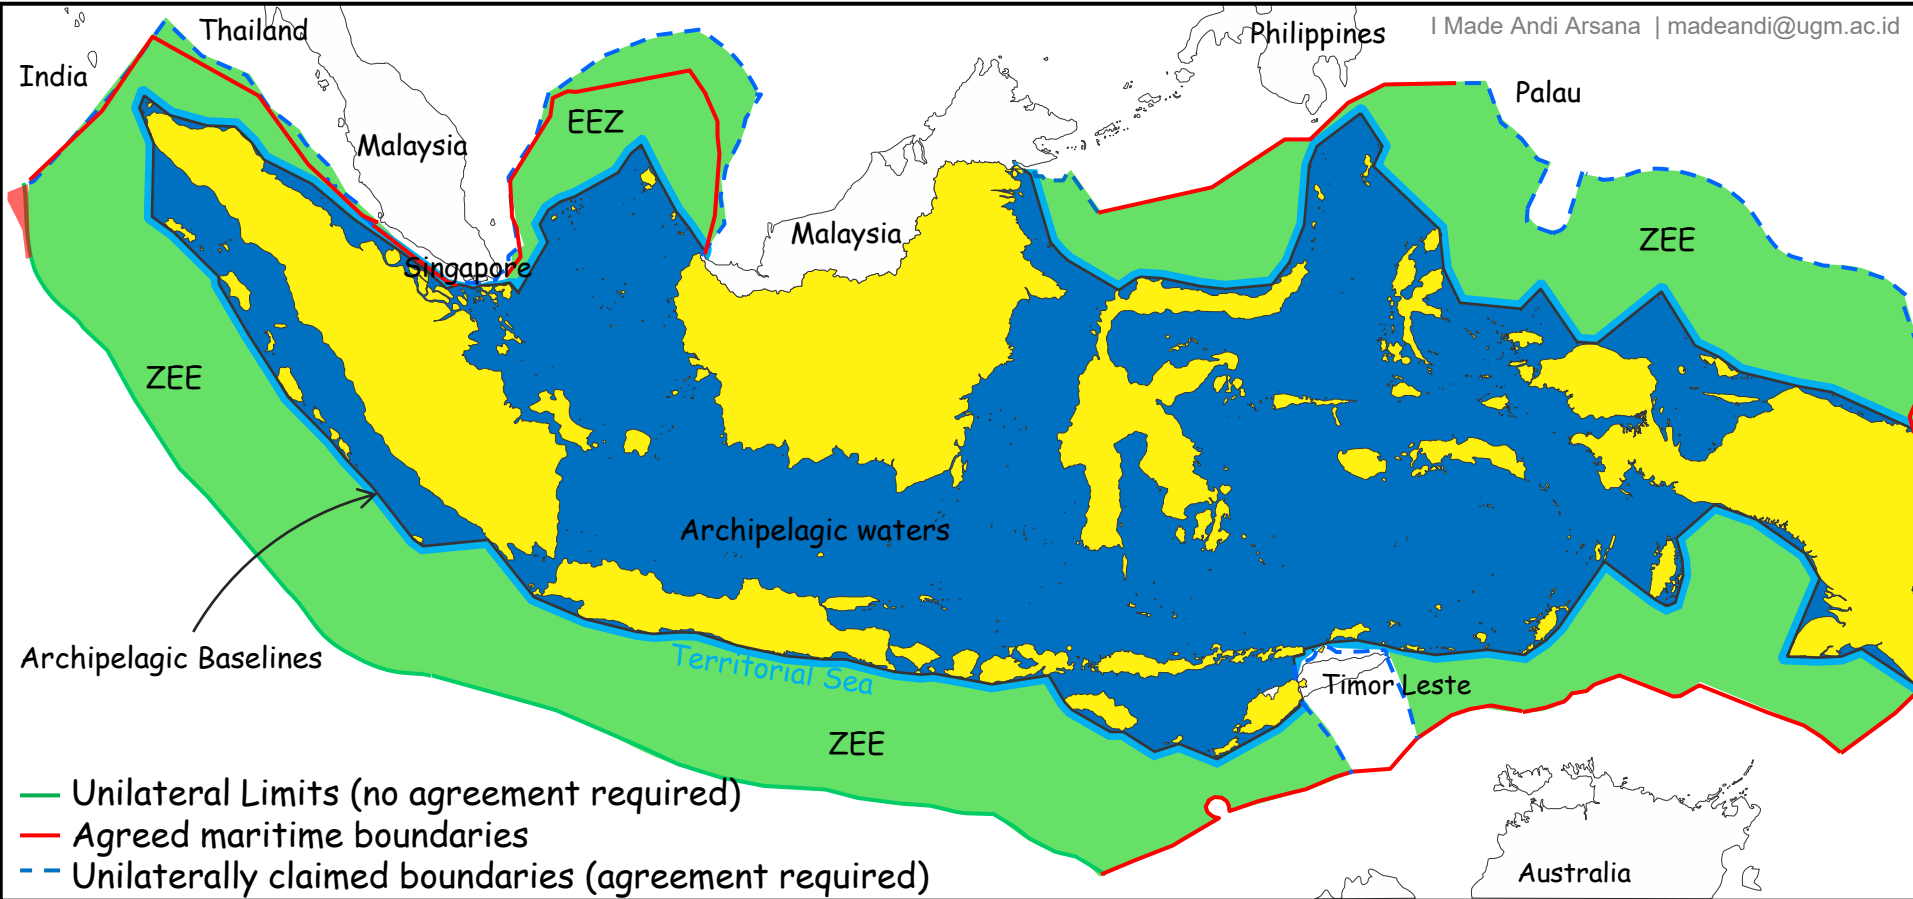 I Made Andi Arsana | madeandi@ugm.ac.id
Thailand
Philippines
India
Palau
EEZ
Malaysia
Malaysia
ZEE
Singapore
ZEE
Archipelagic waters
Archipelagic Baselines
Territorial Sea
Timor Leste
ZEE
Unilateral Limits (no agreement required)
Agreed maritime boundaries
Unilaterally claimed boundaries (agreement required)
Australia